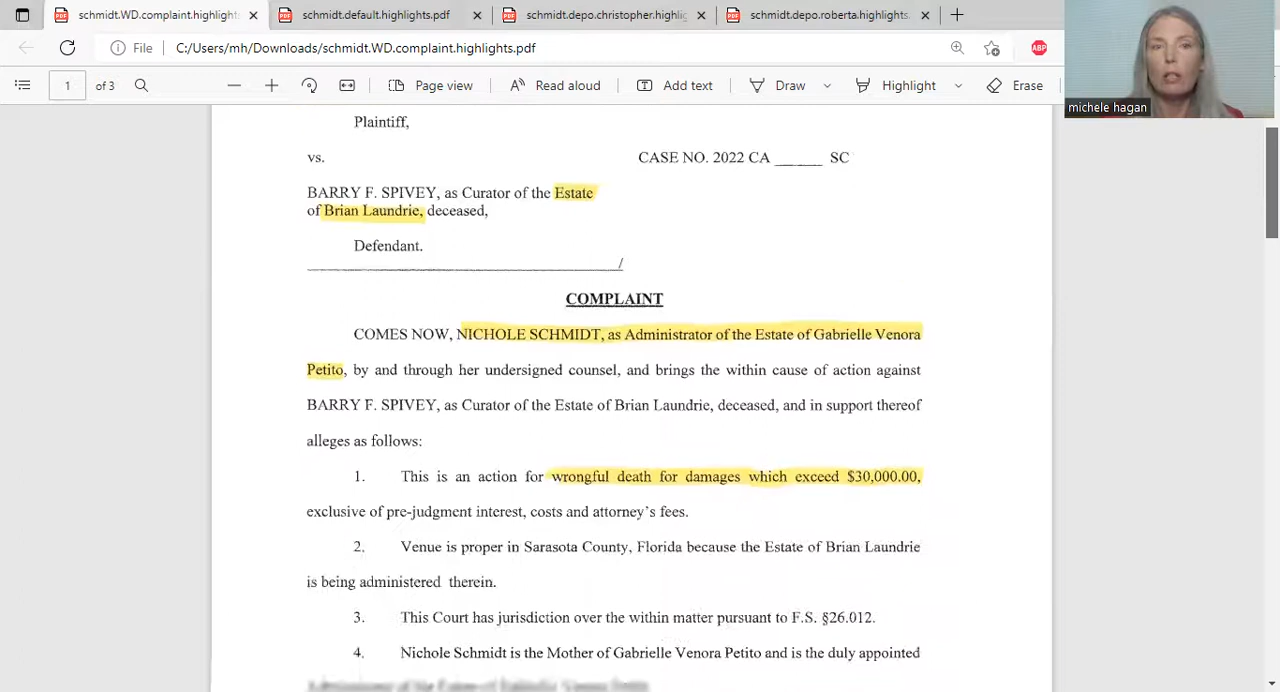 schmidt.WD.complaint.highlights
schmidt.default.highlights.pdf
schmidt.depo.christopher.highlig
schmidt.depo.roberta.highlights.
File
C:/Users/mh/Downloads/schmidt.WD.complaint.highlights.pdf
ABP
1 of 3
Page view
Read aloud
Add text
Draw
Highlight
Erase
michele hagan
Plaintiff,
vs. CASE NO. 2022 CA ______ SC
BARRY F. SPIVEY, as Curator of the Estate
of Brian Laundrie, deceased,
Defendant.
/
COMPLAINT
COMES NOW, NICHOLE SCHMIDT, as Administrator of the Estate of Gabrielle Venora
Petito, by and through her undersigned counsel, and brings the within cause of action against
BARRY F. SPIVEY, as Curator of the Estate of Brian Laundrie, deceased, and in support thereof
alleges as follows:
1. This is an action for wrongful death for damages which exceed $30,000.00,
exclusive of pre-judgment interest, costs and attorney's fees.
2. Venue is proper in Sarasota County, Florida because the Estate of Brian Laundrie
is being administered therein.
3. This Court has jurisdiction over the within matter pursuant to F.S. §26.012.
4. Nichole Schmidt is the Mother of Gabrielle Venora Petito and is the duly appointed